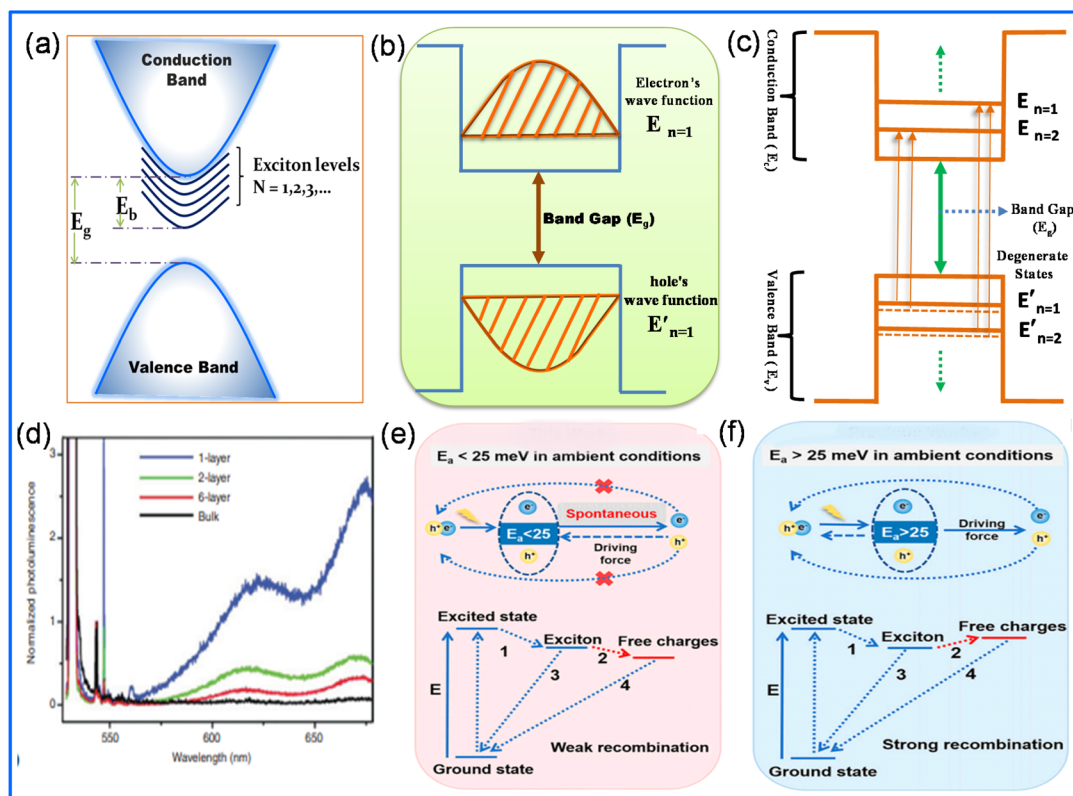 (a)
Conduction
Band
Exciton levels
N = 1,2,3,...
E_b
E_g
Valence Band
(b)
Electron's
wave function
E n=1
Band Gap (E_g)
hole's
wave function
E′ n=1
(c)
Conduction Band ( E_c)
E n=1
E n=2
Band Gap
(E_g)
Degenerate
States
E′ n=1
E′ n=2
Valence Band ( E_v)
(d)
Normalized photoluminescence
3
2
1
0
1-layer
2-layer
6-layer
Bulk
550
600
650
Wavelength (nm)
(e)
E_a < 25 meV in ambient conditions
h⁺ e⁻
e⁻
E_a<25
h⁺
Spontaneous
Driving
force
e⁻
h⁺
Excited state
Exciton
Free charges
1
2
3
4
E
Weak recombination
Ground state
(f)
E_a > 25 meV in ambient conditions
h⁺ e⁻
e⁻
E_a>25
h⁺
Driving
force
e⁻
h⁺
Excited state
Exciton
Free charges
1
2
3
4
E
Strong recombination
Ground state